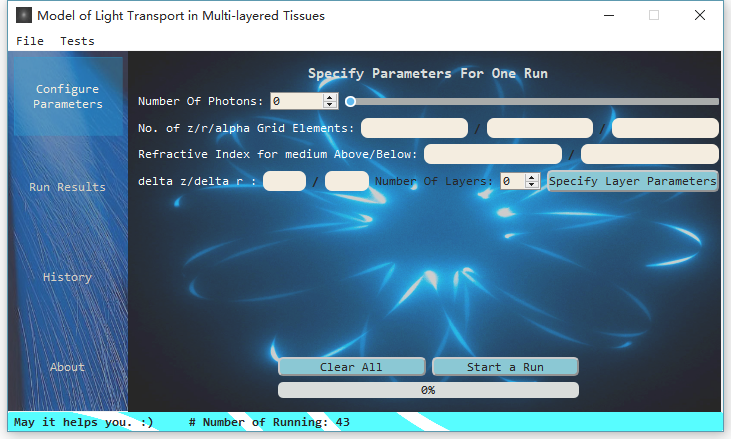 Model of Light Transport in Multi-layered Tissues
File Tests
Specify Parameters For One Run
Configure
Parameters
Number Of Photons: 0
No. of z/r/alpha Grid Elements: / /
Refractive Index for medium Above/Below: /
delta z/delta r : / Number Of Layers: 0 Specify Layer Parameters
Run Results
History
About
Clear All Start a Run
0%
May it helps you. :) # Number of Running: 43